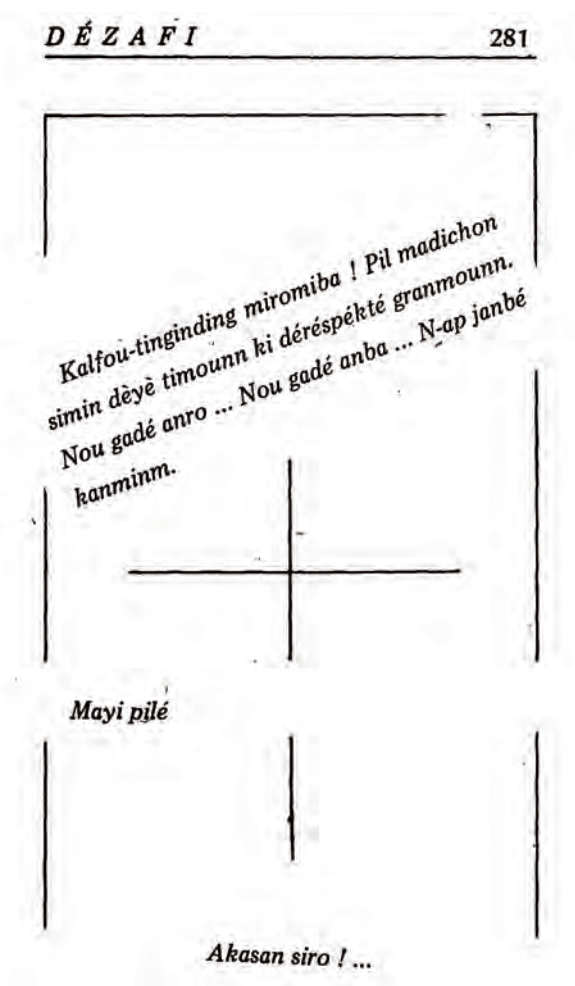 DÉZAFI 281
Kalfou-tinginding miromiba ! Pil madichon
simin dèyè timounn ki dérespékté granmounn.
Nou gadé anro ... Nou gadé anba ... N-ap janbé
kanminm.
Mayi pilé
Akasan siro ! ...